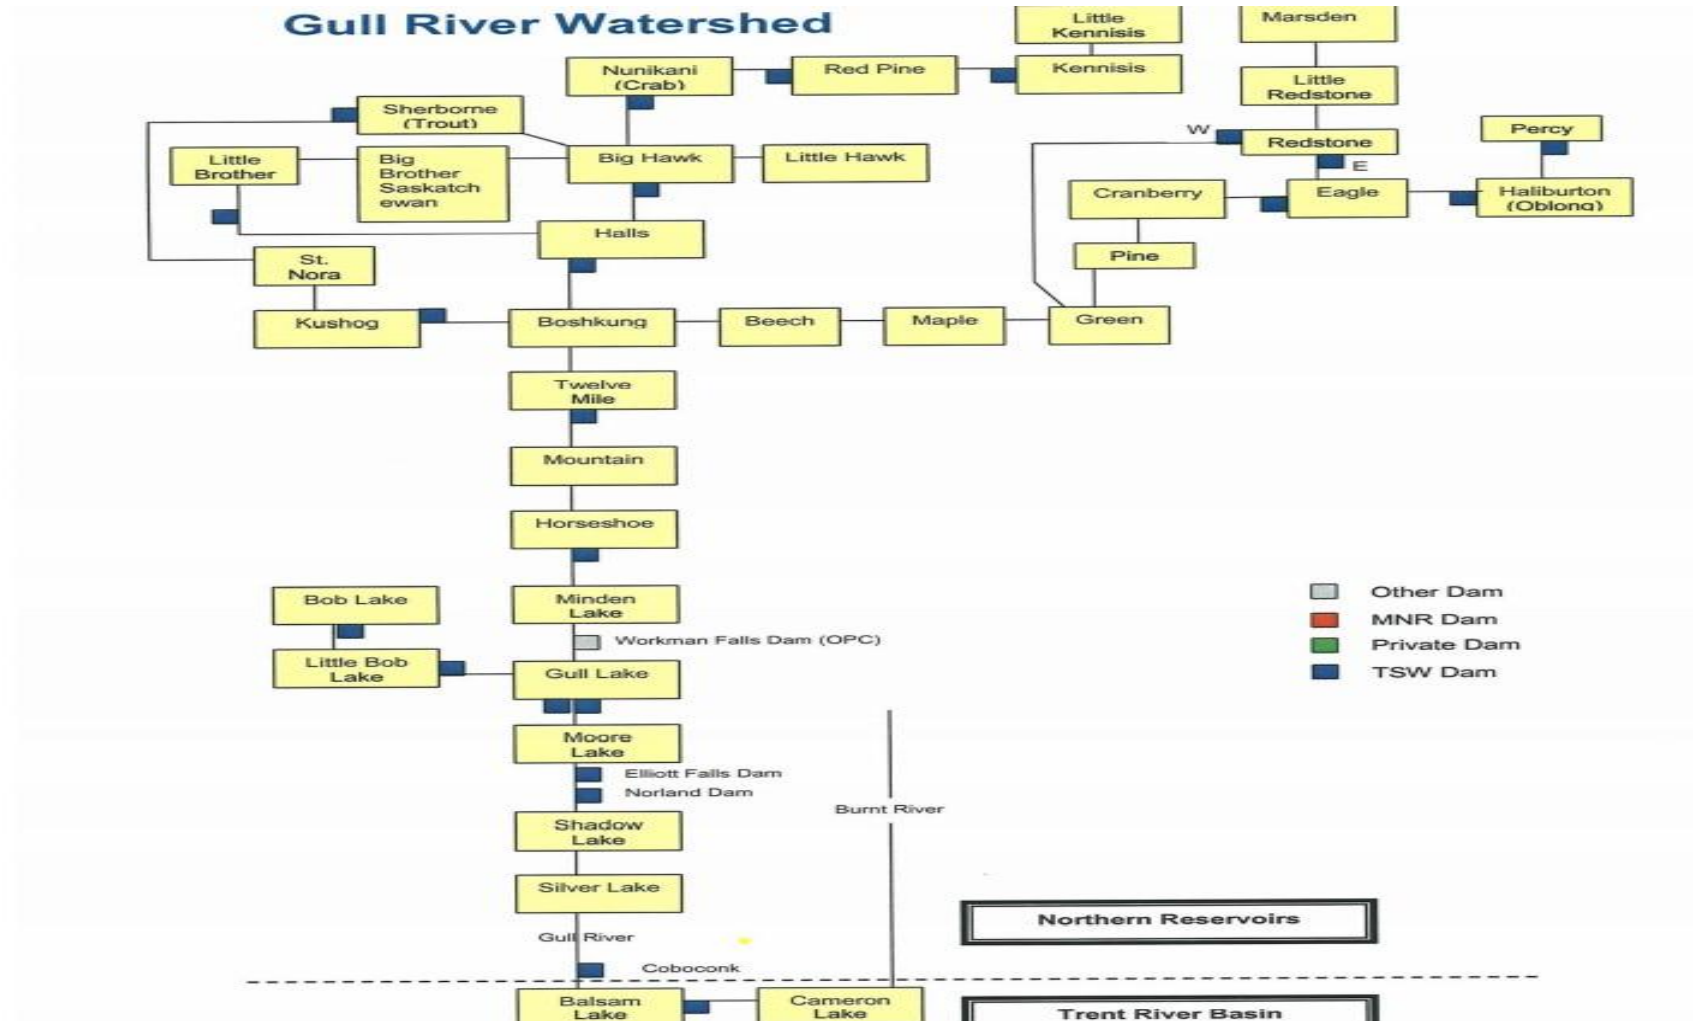 Gull River Watershed
Little
Kennisis
Marsden
Nunikani
(Crab)
Red Pine
Kennisis
Little
Redstone
Sherborne
(Trout)
W
Redstone
E
Percy
Little
Brother
Big
Brother
Saskatch
ewan
Big Hawk
Little Hawk
Cranberry
Eagle
Haliburton
(Oblong)
Halls
St.
Nora
Pine
Kushog
Boshkung
Beech
Maple
Green
Twelve
Mile
Mountain
Horseshoe
Bob Lake
Minden
Lake
Other Dam
MNR Dam
Private Dam
TSW Dam
Workman Falls Dam (OPC)
Little Bob
Lake
Gull Lake
Moore
Lake
Elliott Falls Dam
Norland Dam
Burnt River
Shadow
Lake
Silver Lake
Northern Reservoirs
Gull River
Coboconk
Balsam
Lake
Cameron
Lake
Trent River Basin